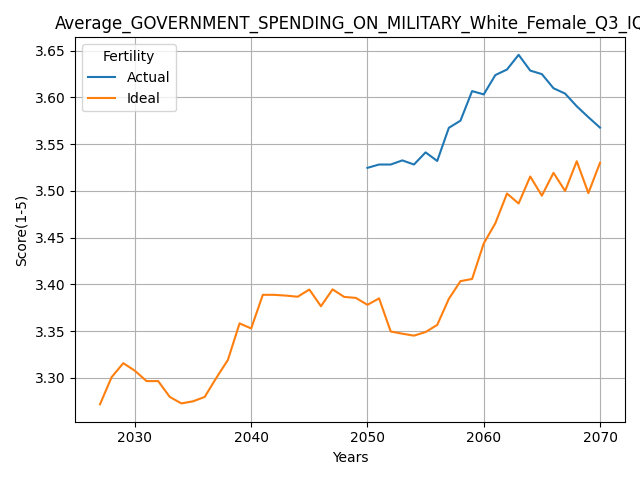 Average_GOVERNMENT_SPENDING_ON_MILITARY_White_Female_Q3_IQ
Fertility
Actual
Ideal
3.65
3.60
3.55
3.50
3.45
3.40
3.35
3.30
Score(1-5)
2030 2040 2050 2060 2070
Years